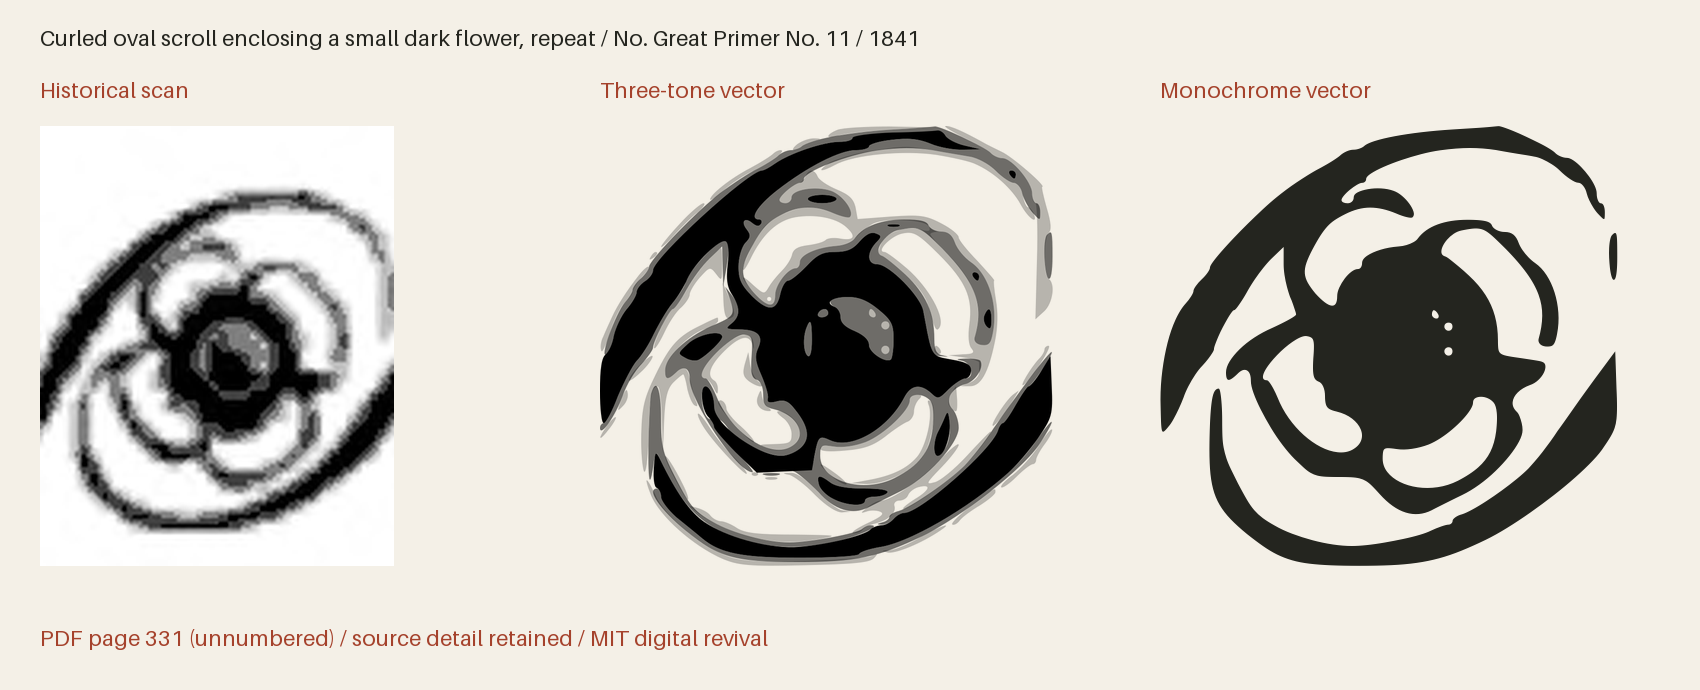 Curled oval scroll enclosing a small dark flower, repeat / No. Great Primer No. 11 / 1841
Historical scan
Three-tone vector
Monochrome vector
PDF page 331 (unnumbered) / source detail retained / MIT digital revival